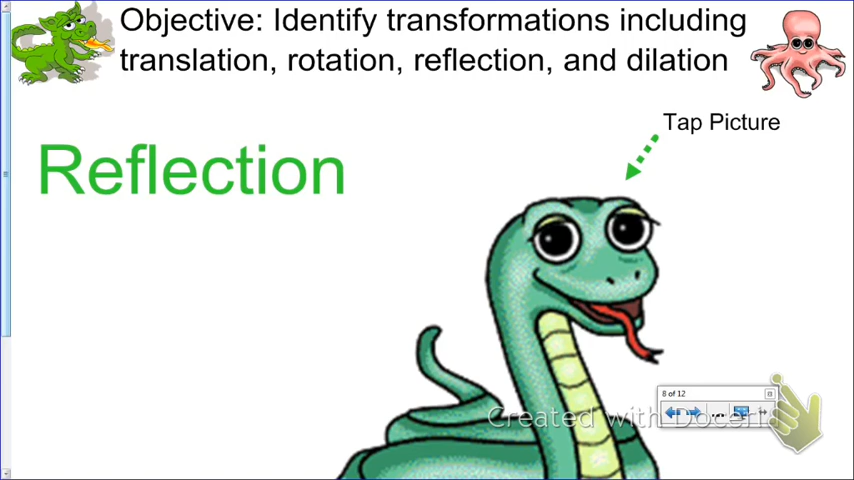 Objective: Identify transformations including
translation, rotation, reflection, and dilation
Tap Picture
Reflection
8 of 12
Created with Doceri